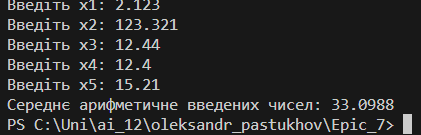 Введіть x1: 2.123
Введіть x2: 123.321
Введіть x3: 12.44
Введіть x4: 12.4
Введіть x5: 15.21
Середнє арифметичне введених чисел: 33.0988
PS C:\Uni\ai_12\oleksandr_pastukhov\Epic_7>